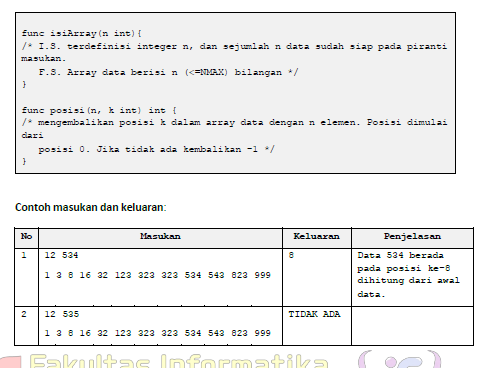 func isiArray(n int){
/* I.S. terdefinisi integer n, dan sejumlah n data sudah siap pada piranti
masukan.
F.S. Array data berisi n (<=NMAX) bilangan */
}
func posisi(n, k int) int {
/* mengembalikan posisi k dalam array data dengan n elemen. Posisi dimulai
dari
posisi 0. Jika tidak ada kembalikan -1 */
}
Contoh masukan dan keluaran:
No Masukan Keluaran Penjelasan
1 12 534 8 Data 534 berada
pada posisi ke-8
1 3 8 16 32 123 323 323 534 543 823 999 dihitung dari awal
data.
2 12 535 TIDAK ADA
1 3 8 16 32 123 323 323 534 543 823 999
Fakultas Informatika